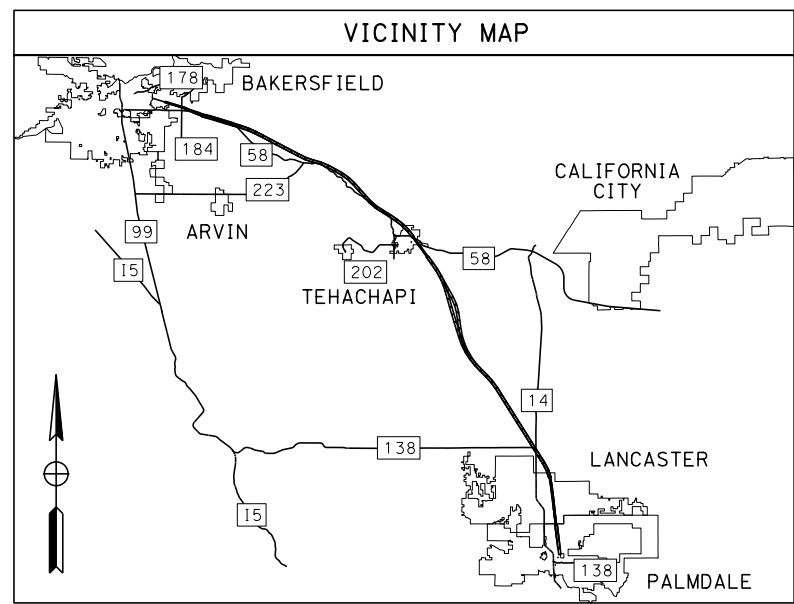 VICINITY MAP
178
BAKERSFIELD
184
58
CALIFORNIA
CITY
223
99
ARVIN
58
I5
202
TEHACHAPI
14
138
LANCASTER
I5
138
PALMDALE